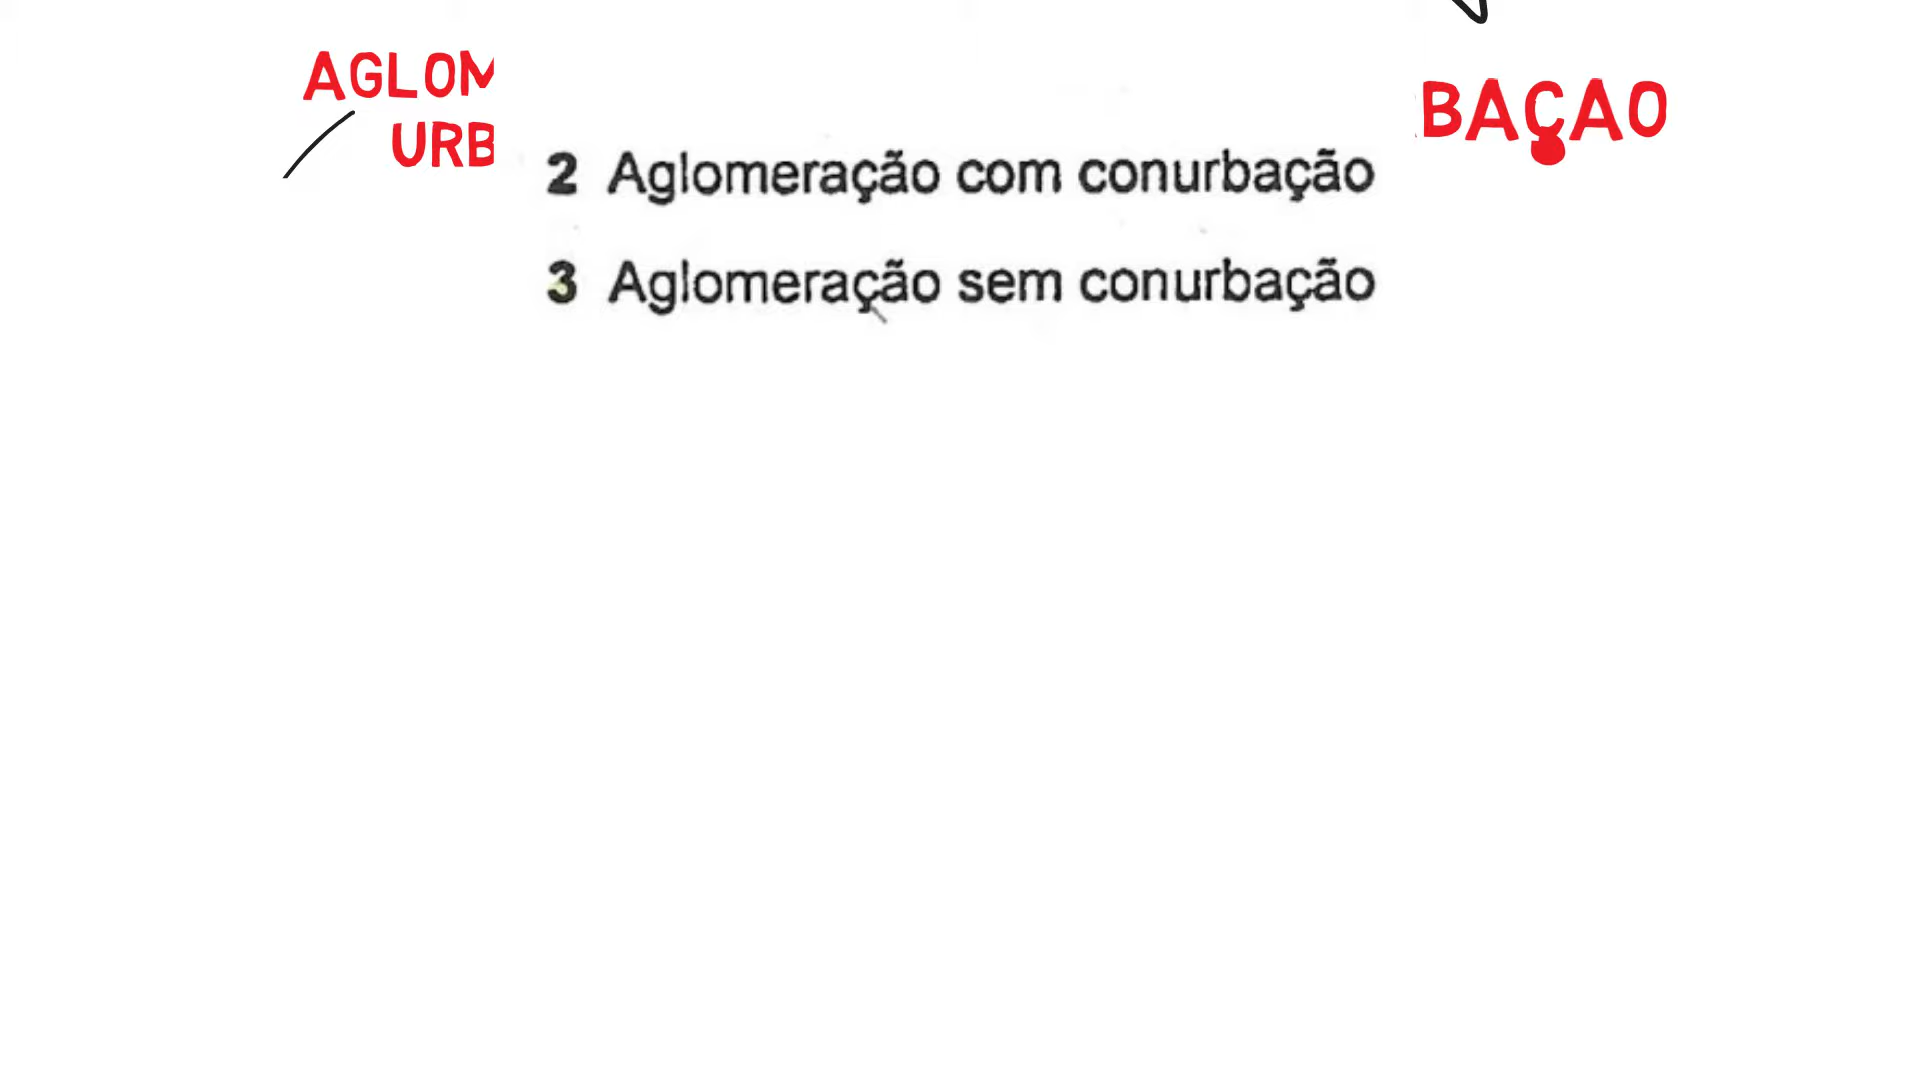 AGLOM
URB
BAÇAO
2 Aglomeração com conurbação
3 Aglomeração sem conurbação